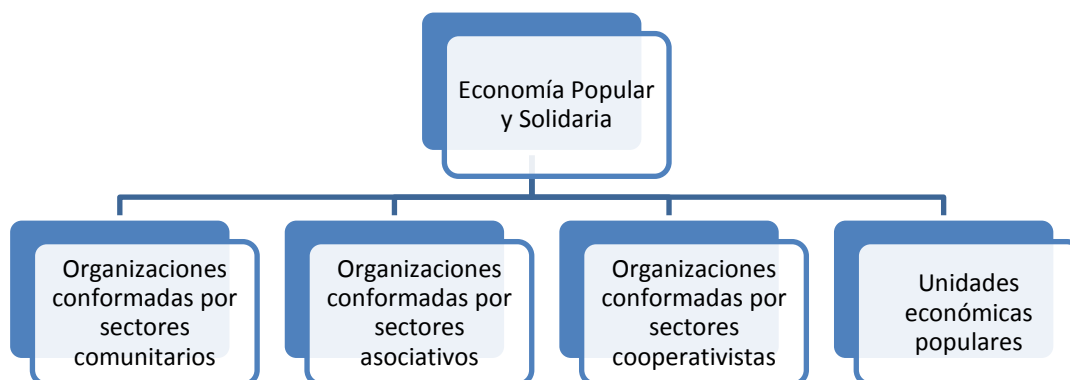 Economía Popular
y Solidaria
Organizaciones
conformadas por
sectores
comunitarios
Organizaciones
conformadas por
sectores
asociativos
Organizaciones
conformadas por
sectores
cooperativistas
Unidades
económicas
populares